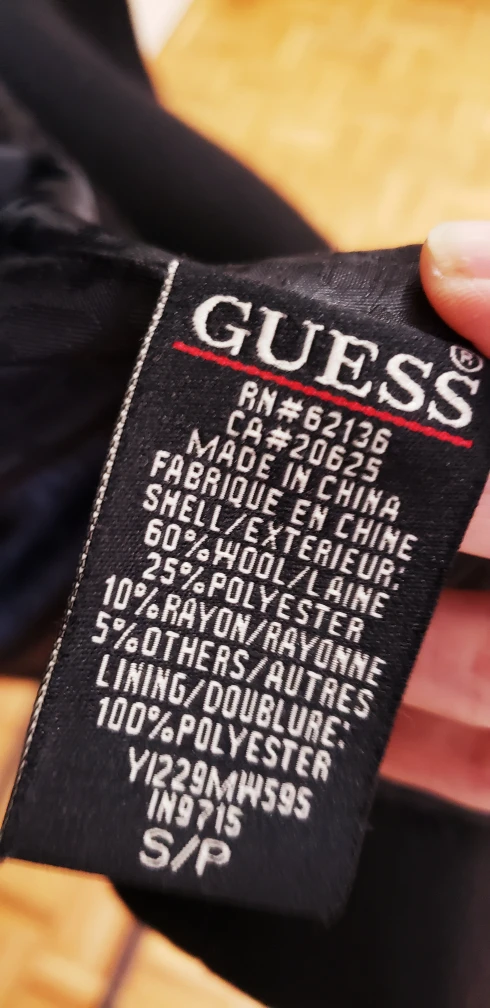 GUESS®
RN#62136
CA#20625
MADE IN CHINA
FABRIQUE EN CHINE
SHELL/EXTERIEUR:
60%WOOL/LAINE
25%POLYESTER
10%RAYON/RAYONNE
5%OTHERS/AUTRES
LINING/DOUBLURE:
100%POLYESTER
YI229MW595
IN9715
S/P